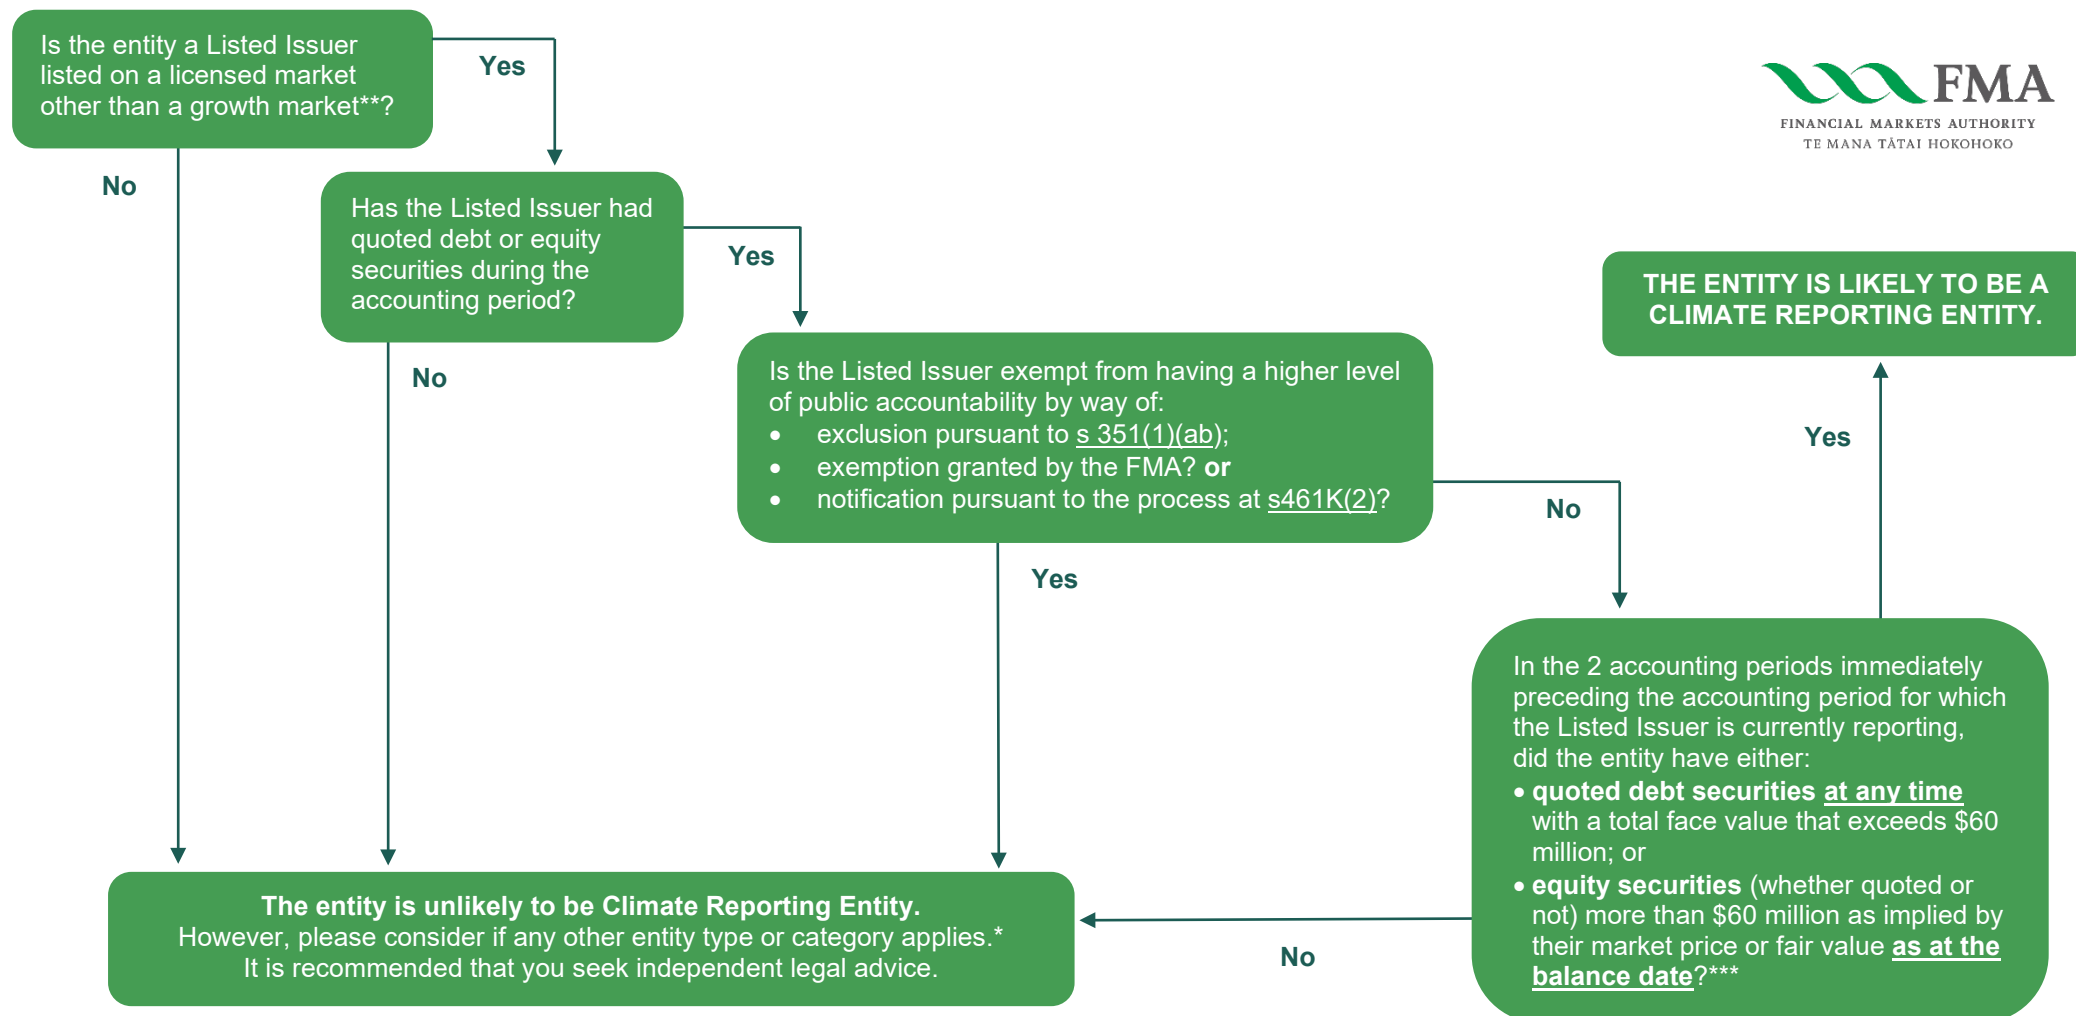 Is the entity a Listed Issuer
listed on a licensed market
other than a growth market**?
Yes
No
FMA
FINANCIAL MARKETS AUTHORITY
TE MANA TĀTAI HOKOHOKO
Has the Listed Issuer had
quoted debt or equity
securities during the
accounting period?
Yes
No
THE ENTITY IS LIKELY TO BE A
CLIMATE REPORTING ENTITY.
Yes
Is the Listed Issuer exempt from having a higher level
of public accountability by way of:
• exclusion pursuant to s 351(1)(ab);
• exemption granted by the FMA? or
• notification pursuant to the process at s461K(2)?
No
Yes
In the 2 accounting periods immediately
preceding the accounting period for which
the Listed Issuer is currently reporting,
did the entity have either:
• quoted debt securities at any time
with a total face value that exceeds $60
million; or
• equity securities (whether quoted or
not) more than $60 million as implied by
their market price or fair value as at the
balance date?***
No
The entity is unlikely to be Climate Reporting Entity.
However, please consider if any other entity type or category applies.*
It is recommended that you seek independent legal advice.